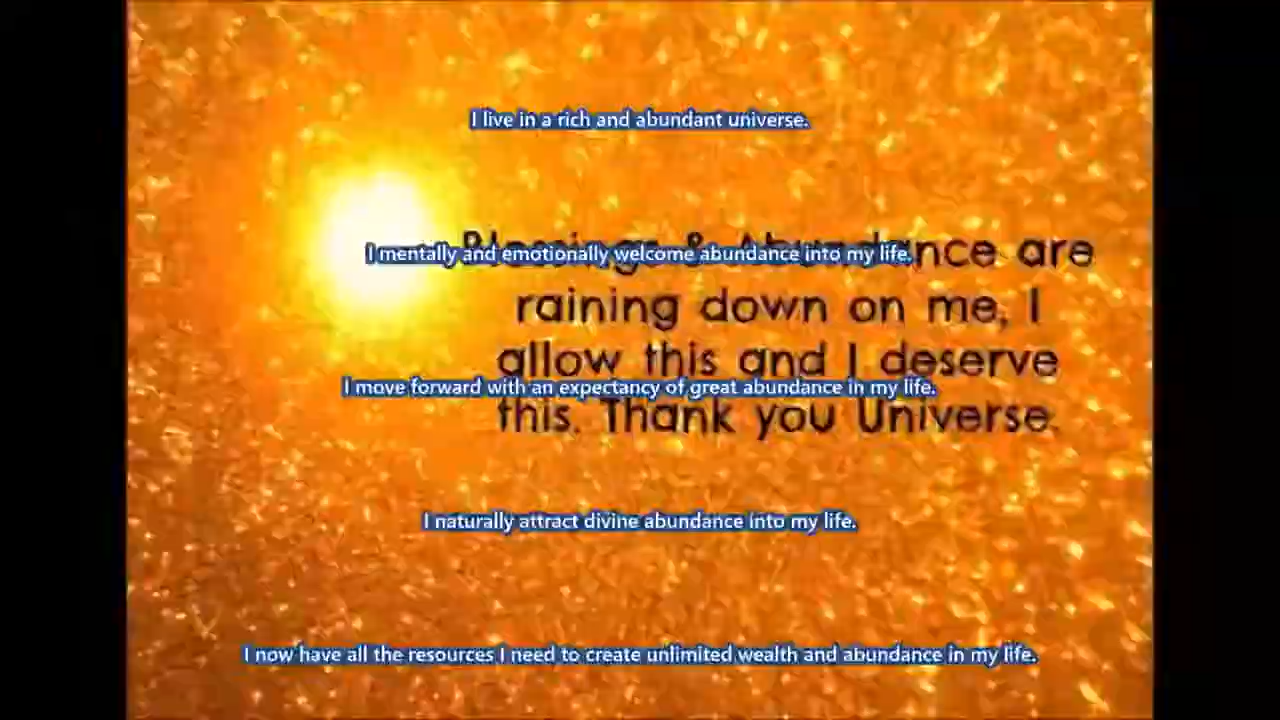 I live in a rich and abundant universe.
I mentally and emotionally welcome abundance into my life.
Blessings & Abundance are
raining down on me, I
allow this and I deserve
I move forward with an expectancy of great abundance in my life.
this. Thank you Universe.
I naturally attract divine abundance into my life.
I now have all the resources I need to create unlimited wealth and abundance in my life.